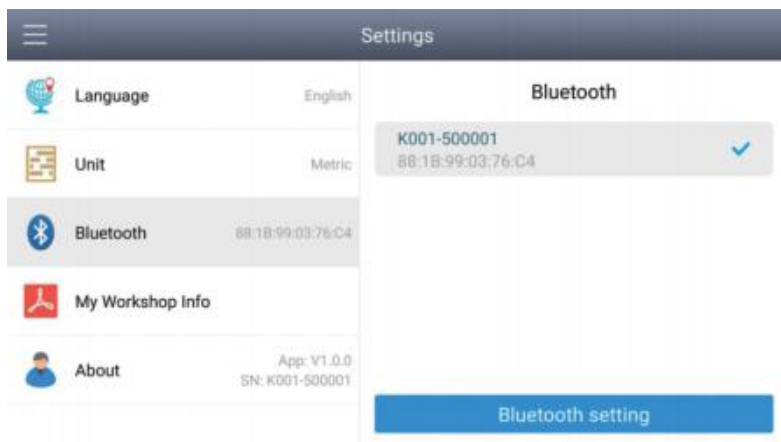 Settings
Language
English
Unit
Metric
Bluetooth
88:1B:99:03:76:C4
My Workshop Info
About
App: V1.0.0
SN: K001-500001
Bluetooth
K001-500001
88:1B:99:03:76:C4
Bluetooth setting